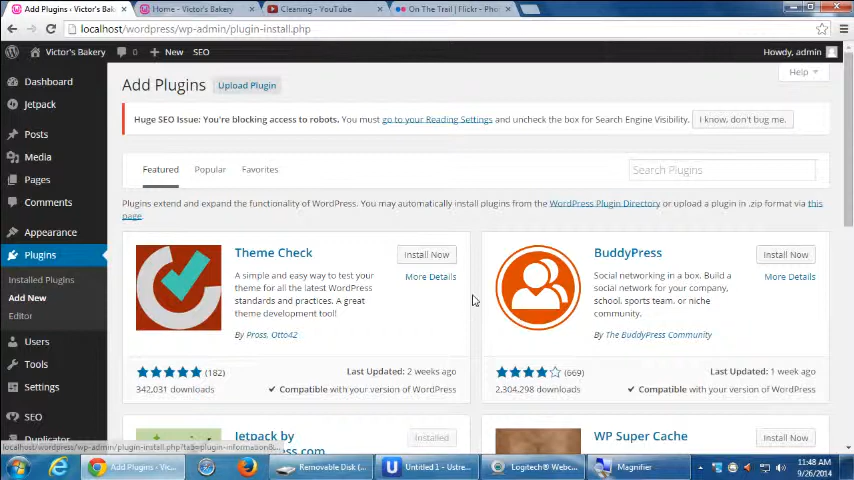 Add Plugins ‹ Victor's Bak
Home - Victor's Bakery
Cleaning - YouTube
On The Trail | Flickr - Pho
localhost/wordpress/wp-admin/plugin-install.php
Victor's Bakery
0
New
SEO
Howdy, admin
Dashboard
Jetpack
Posts
Media
Pages
Comments
Appearance
Plugins
Installed Plugins
Add New
Editor
Users
Tools
Settings
SEO
Duplicator
Add Plugins
Upload Plugin
Help
Huge SEO Issue: You're blocking access to robots. You must go to your Reading Settings and uncheck the box for Search Engine Visibility.
I know, don't bug me.
Featured
Popular
Favorites
Search Plugins
Plugins extend and expand the functionality of WordPress. You may automatically install plugins from the WordPress Plugin Directory or upload a plugin in .zip format via this
page.
Theme Check
Install Now
More Details
A simple and easy way to test your
theme for all the latest WordPress
standards and practices. A great
theme development tool!
By Pross, Otto42
(182)
Last Updated: 2 weeks ago
342,031 downloads
Compatible with your version of WordPress
BuddyPress
Install Now
More Details
Social networking in a box. Build a
social network for your company,
school, sports team, or niche
community.
By The BuddyPress Community
(669)
Last Updated: 1 week ago
2,304,298 downloads
Compatible with your version of WordPress
Jetpack by
Installed
WP Super Cache
Install Now
localhost/wordpress/wp-admin/plugin-install.php?tab=plugin-information&...
Add Plugins ‹ Vic...
Removable Disk (...
Untitled 1 - Ustre...
Logitech® Webc...
Magnifier
11:48 AM
9/26/2014